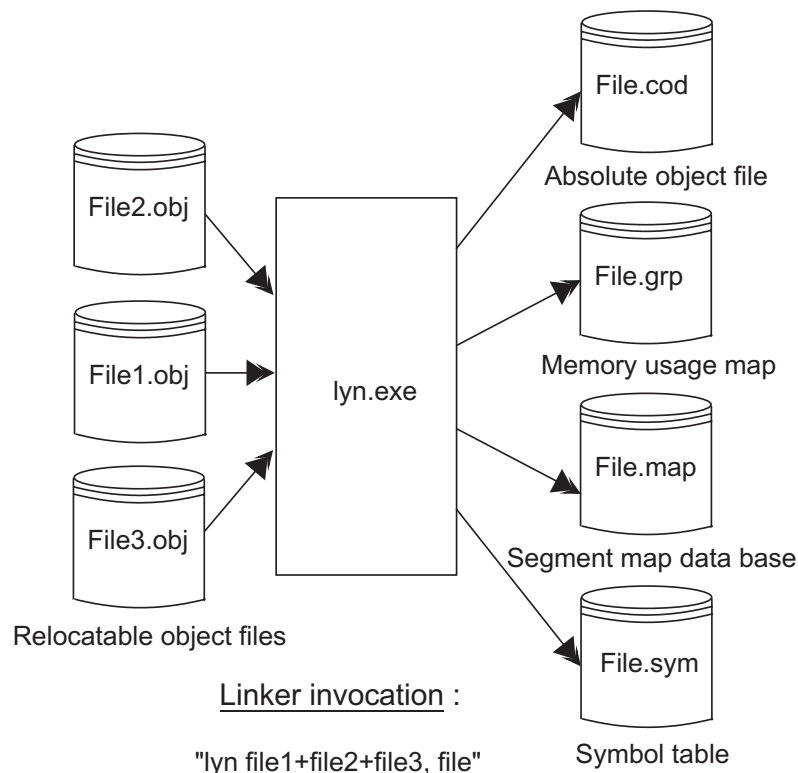 File2.obj
File1.obj
File3.obj
Relocatable object files
lyn.exe
File.cod
Absolute object file
File.grp
Memory usage map
File.map
Segment map data base
File.sym
Symbol table
Linker invocation :
"lyn file1+file2+file3, file"